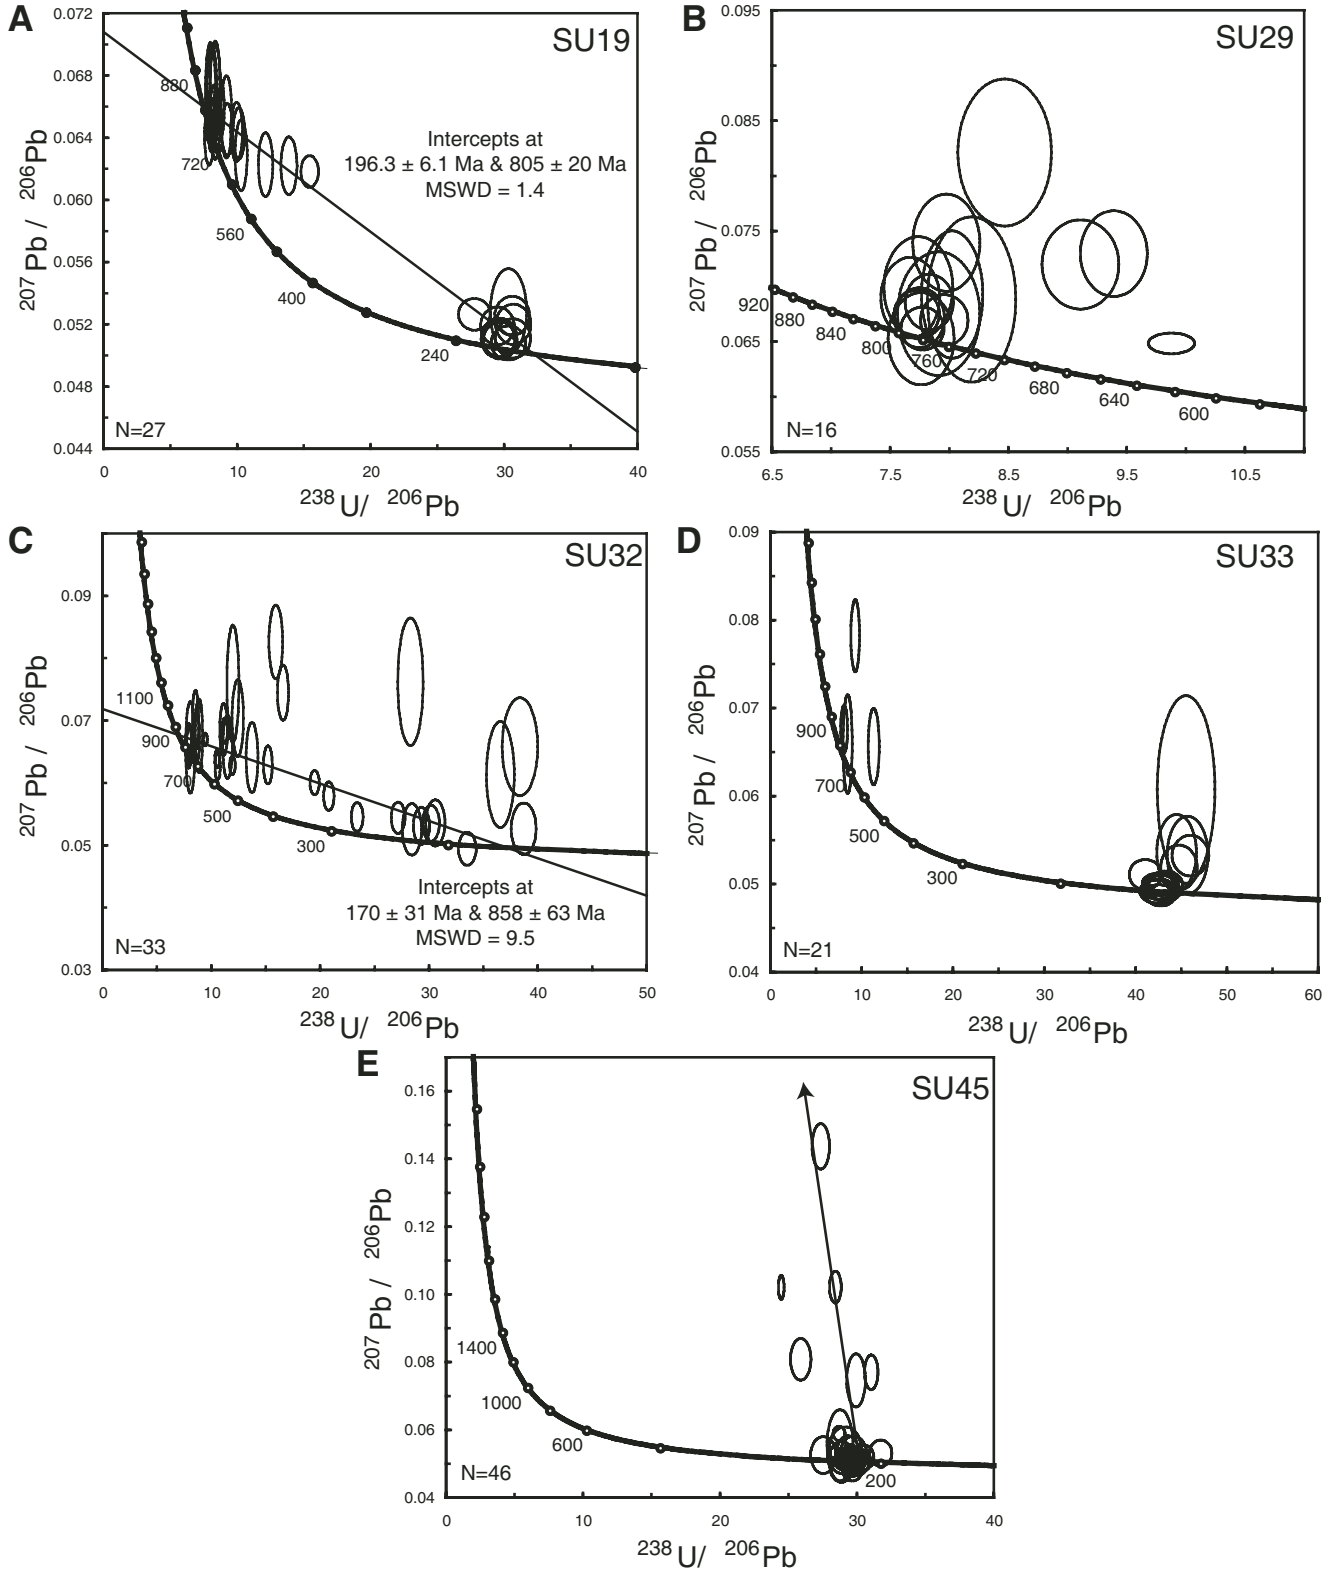 A
SU19
0.072
0.068
0.064
0.060
0.056
0.052
0.048
0.044
207Pb / 206Pb
880
720
560
400
240
Intercepts at
196.3 ± 6.1 Ma & 805 ± 20 Ma
MSWD = 1.4
N=27
0 10 20 30 40
238U/ 206Pb
B
SU29
0.095
0.085
0.075
0.065
0.055
207Pb / 206Pb
920
880
840
800
760
720
680
640
600
N=16
6.5 7.5 8.5 9.5 10.5
238U/ 206Pb
C
SU32
0.09
0.07
0.05
0.03
207Pb / 206Pb
1100
900
700
500
300
Intercepts at
170 ± 31 Ma & 858 ± 63 Ma
MSWD = 9.5
N=33
0 10 20 30 40 50
238U/ 206Pb
D
SU33
0.09
0.08
0.07
0.06
0.05
0.04
207Pb / 206Pb
900
700
500
300
N=21
0 10 20 30 40 60
238U/ 206Pb
E
SU45
0.16
0.14
0.12
0.10
0.08
0.06
0.04
207Pb / 206Pb
1400
1000
600
200
N=46
0 10 20 30 40
238U/ 206Pb